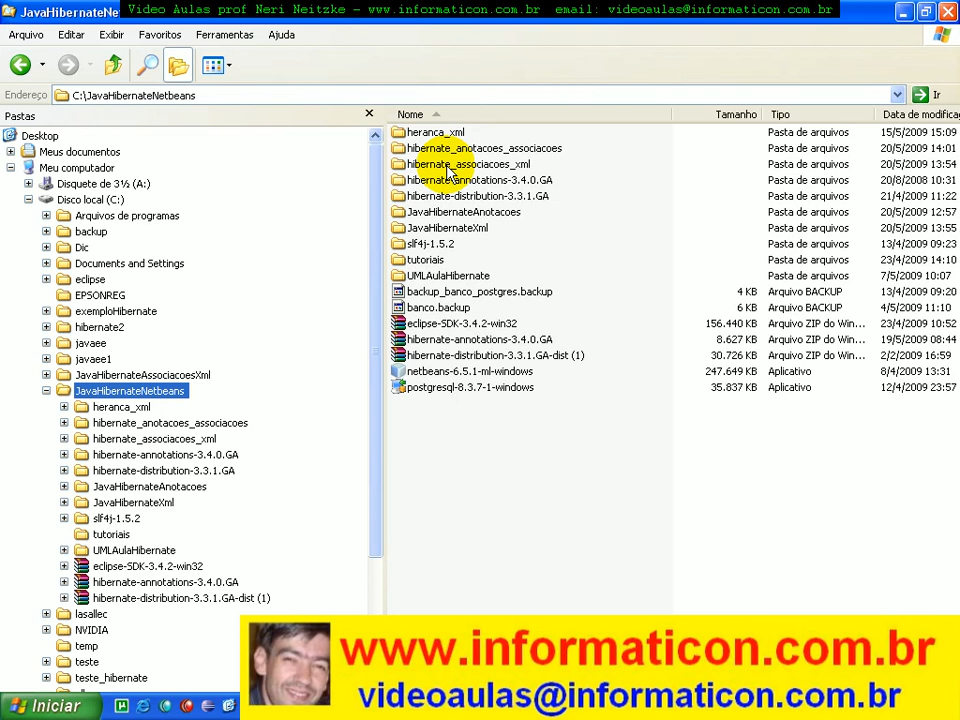 JavaHibernateNet
Video Aulas prof Neri Neitzke - www.informaticon.com.br email: videoaulas@informaticon.com.br
Arquivo Editar Exibir Favoritos Ferramentas Ajuda
Endereço C:\JavaHibernateNetbeans Ir
Pastas
Desktop
Meus documentos
Meu computador
Disquete de 3½ (A:)
Disco local (C:)
Arquivos de programas
backup
Dic
Documents and Settings
eclipse
EPSONREG
exemploHibernate
hibernate2
javaee
javaee1
JavaHibernateAssociacoesXml
JavaHibernateNetbeans
heranca_xml
hibernate_anotacoes_associacoes
hibernate_associacoes_xml
hibernate-annotations-3.4.0.GA
hibernate-distribution-3.3.1.GA
JavaHibernateAnotacoes
JavaHibernateXml
slf4j-1.5.2
tutoriais
UMLAulaHibernate
eclipse-SDK-3.4.2-win32
hibernate-annotations-3.4.0.GA
hibernate-distribution-3.3.1.GA-dist (1)
lasallec
NVIDIA
temp
teste
teste_hibernate
Nome Tamanho Tipo Data de modifica
heranca_xml Pasta de arquivos 15/5/2009 15:09
hibernate_anotacoes_associacoes Pasta de arquivos 20/5/2009 14:01
hibernate_associacoes_xml Pasta de arquivos 20/5/2009 13:54
hibernate-annotations-3.4.0.GA Pasta de arquivos 20/8/2008 10:31
hibernate-distribution-3.3.1.GA Pasta de arquivos 21/4/2009 11:22
JavaHibernateAnotacoes Pasta de arquivos 20/5/2009 12:57
JavaHibernateXml Pasta de arquivos 20/5/2009 13:55
slf4j-1.5.2 Pasta de arquivos 13/4/2009 09:23
tutoriais Pasta de arquivos 23/4/2009 14:10
UMLAulaHibernate Pasta de arquivos 7/5/2009 10:07
backup_banco_postgres.backup 4 KB Arquivo BACKUP 13/4/2009 09:20
banco.backup 6 KB Arquivo BACKUP 4/5/2009 11:10
eclipse-SDK-3.4.2-win32 156.440 KB Arquivo ZIP do Win... 23/4/2009 10:52
hibernate-annotations-3.4.0.GA 8.627 KB Arquivo ZIP do Win... 19/5/2009 08:44
hibernate-distribution-3.3.1.GA-dist (1) 30.726 KB Arquivo ZIP do Win... 2/2/2009 16:59
netbeans-6.5.1-ml-windows 247.649 KB Aplicativo 8/4/2009 13:31
postgresql-8.3.7-1-windows 35.837 KB Aplicativo 12/4/2009 23:57
www.informaticon.com.br
videoaulas@informaticon.com.br
Iniciar